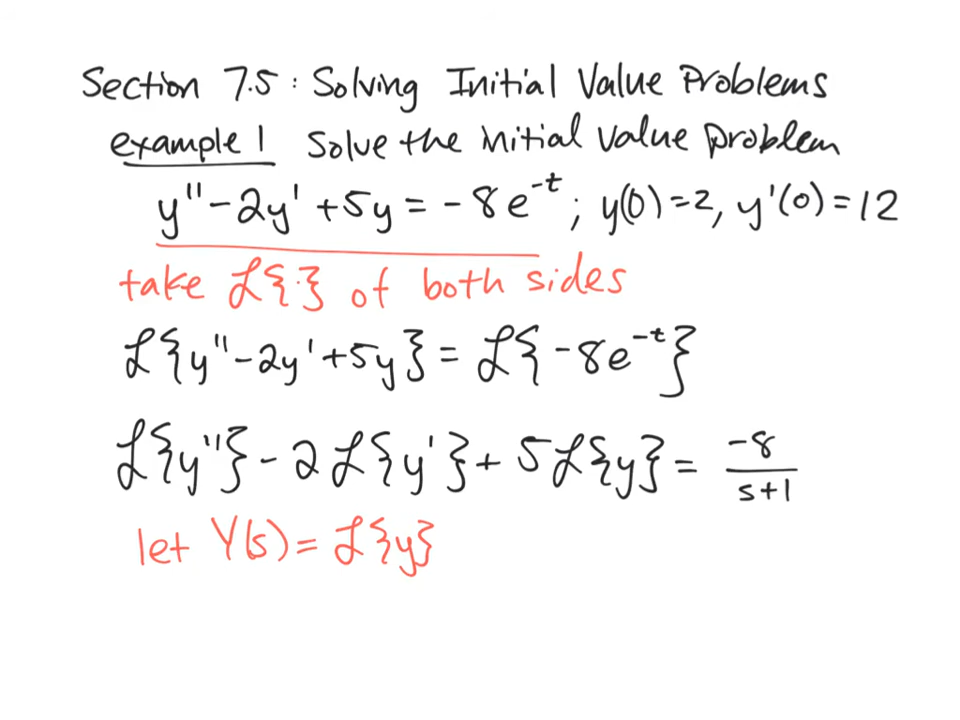 Section 7.5 : Solving Initial Value Problems
example 1 Solve the initial value problem
y'' - 2y' + 5y = -8e^{-t} ; y(0) = 2, y'(0) = 12
take ℒ{·} of both sides
ℒ{y'' - 2y' + 5y} = ℒ{-8e^{-t}}
ℒ{y''} - 2ℒ{y'} + 5ℒ{y} = -8/(s+1)
let Y(s) = ℒ{y}